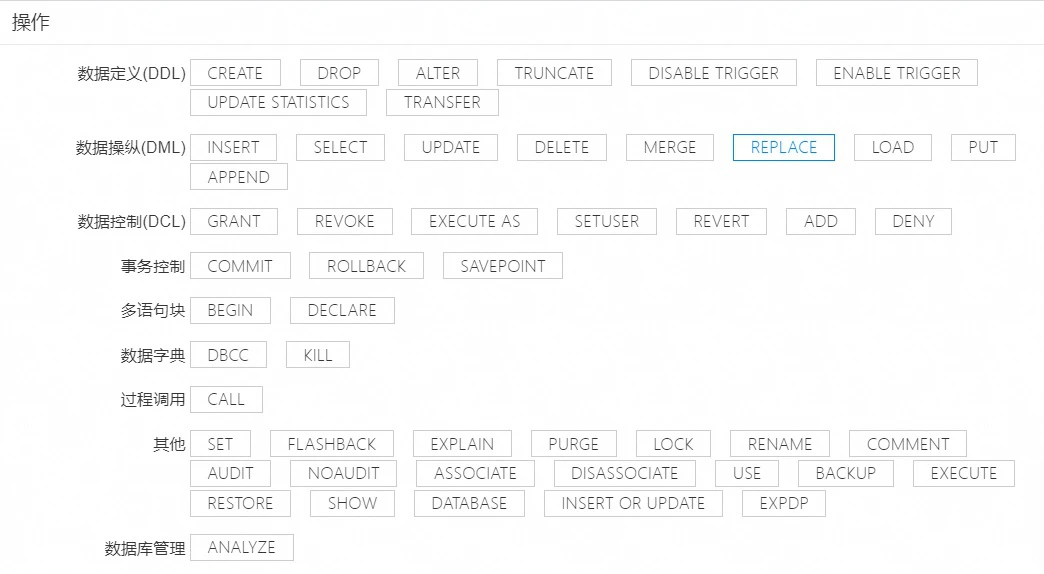 操作
数据定义(DDL) CREATE DROP ALTER TRUNCATE DISABLE TRIGGER ENABLE TRIGGER
UPDATE STATISTICS TRANSFER
数据操纵(DML) INSERT SELECT UPDATE DELETE MERGE REPLACE LOAD PUT
APPEND
数据控制(DCL) GRANT REVOKE EXECUTE AS SETUSER REVERT ADD DENY
事务控制 COMMIT ROLLBACK SAVEPOINT
多语句块 BEGIN DECLARE
数据字典 DBCC KILL
过程调用 CALL
其他 SET FLASHBACK EXPLAIN PURGE LOCK RENAME COMMENT
AUDIT NOAUDIT ASSOCIATE DISASSOCIATE USE BACKUP EXECUTE
RESTORE SHOW DATABASE INSERT OR UPDATE EXPDP
数据库管理 ANALYZE